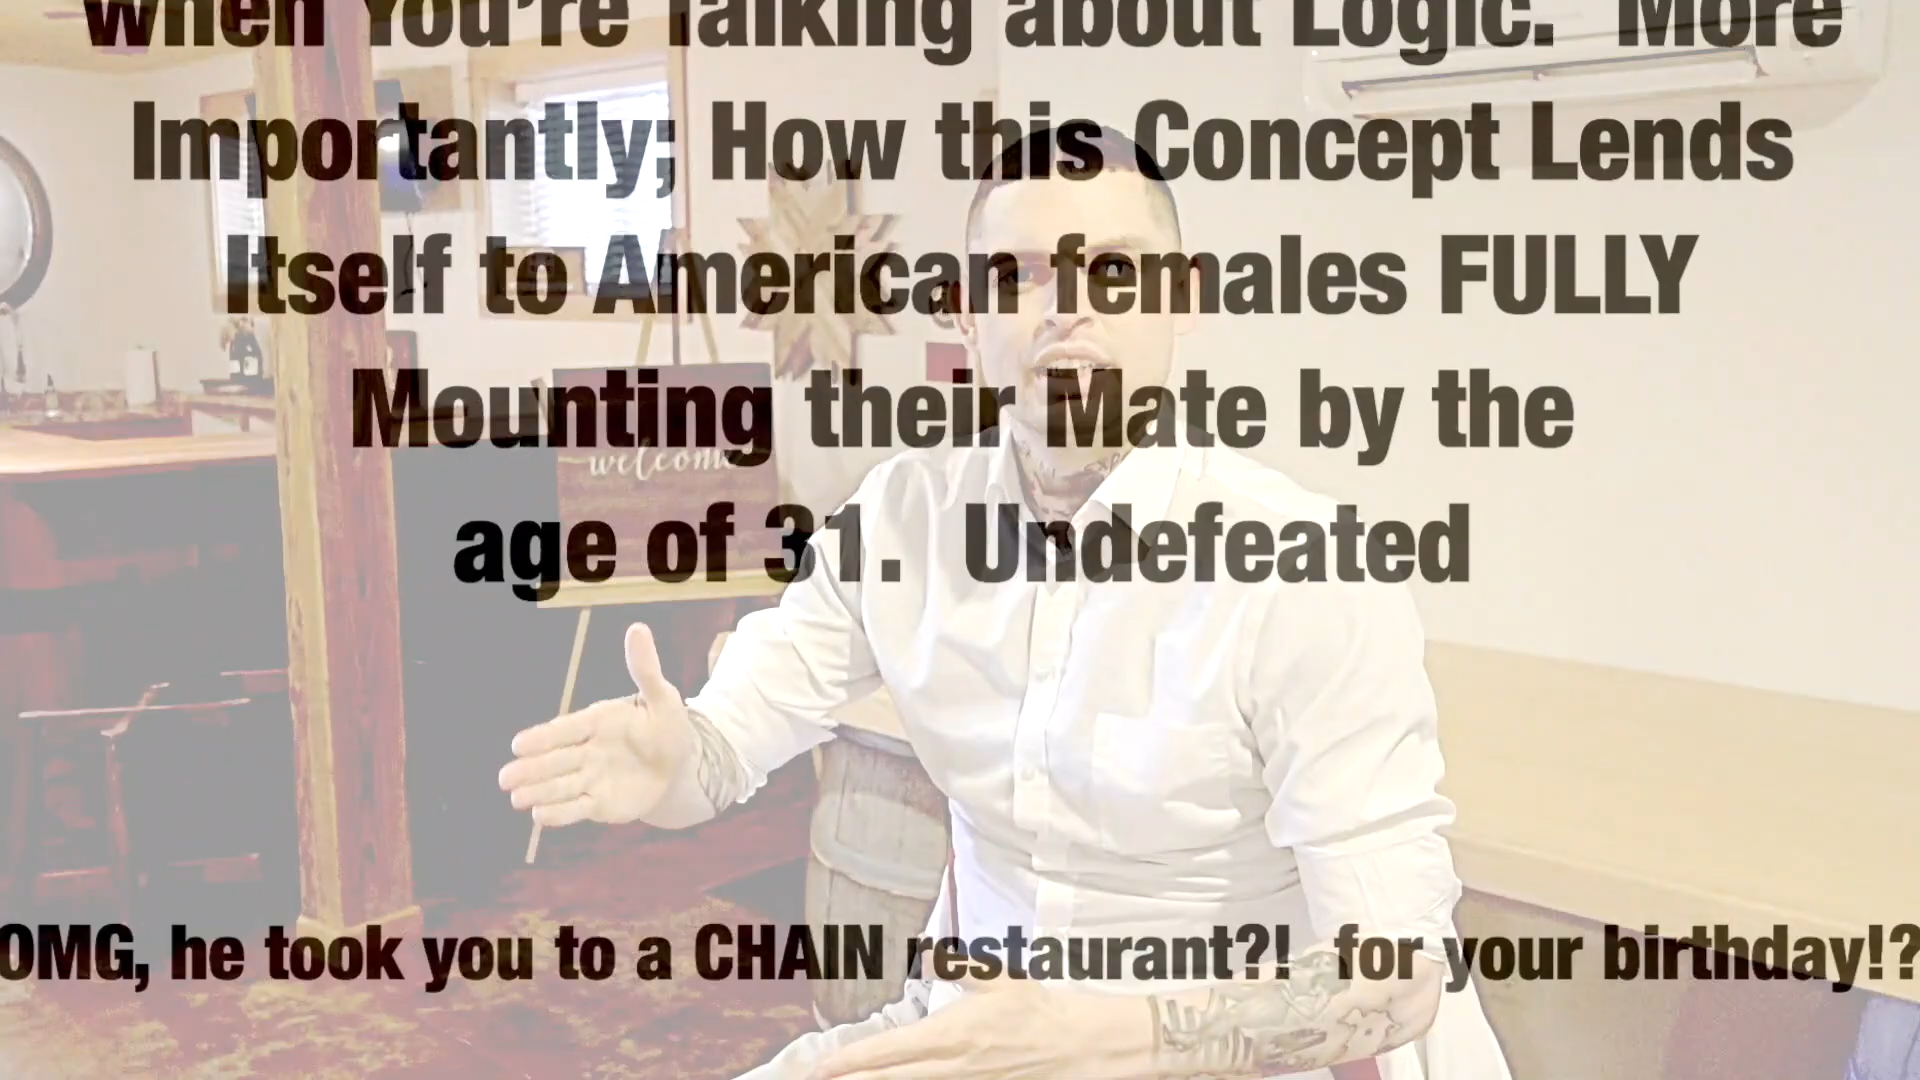 when You're Talking about Logic. More
Importantly; How this Concept Lends
Itself to American females FULLY
Mounting their Mate by the
age of 31. Undefeated
welcome
OMG, he took you to a CHAIN restaurant?! for your birthday!?